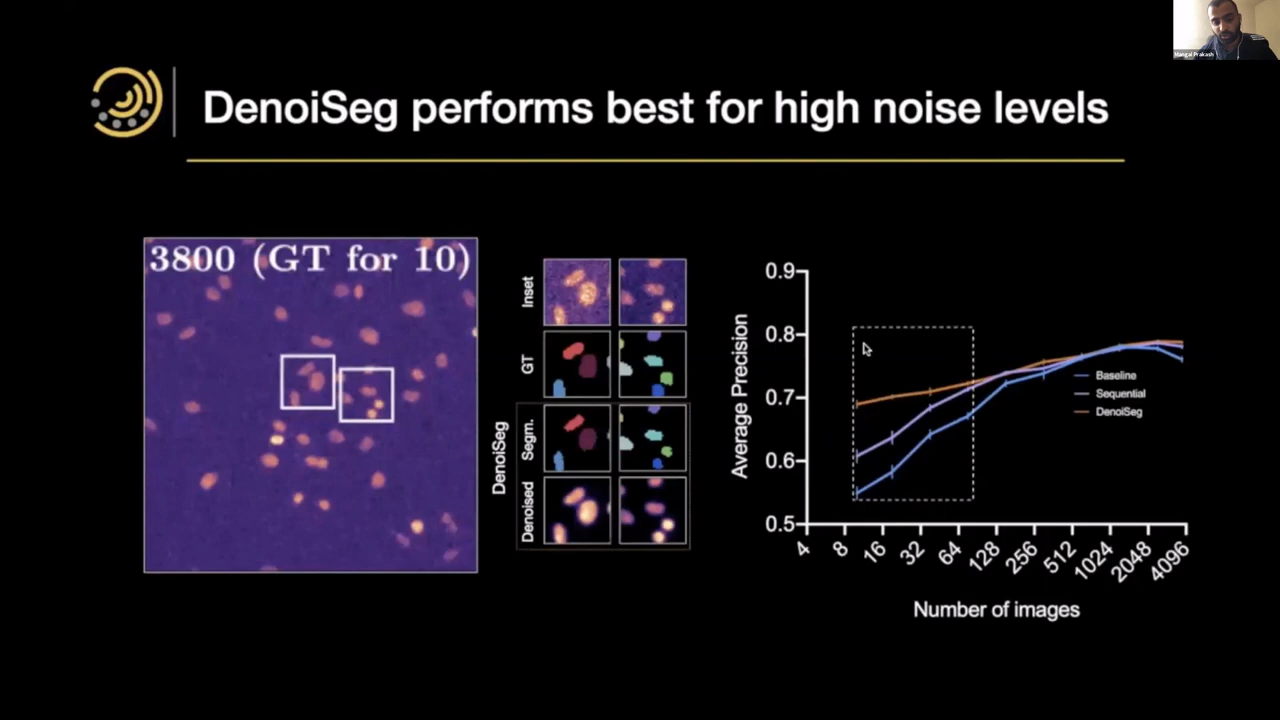 Mangal Prakash
DenoiSeg performs best for high noise levels
3800 (GT for 10)
Inset
GT
DenoiSeg
Segm.
Denoised
Average Precision
0.9
0.8
0.7
0.6
0.5
Baseline
Sequential
DenoiSeg
4 8 16 32 64 128 256 512 1024 2048 4096
Number of images